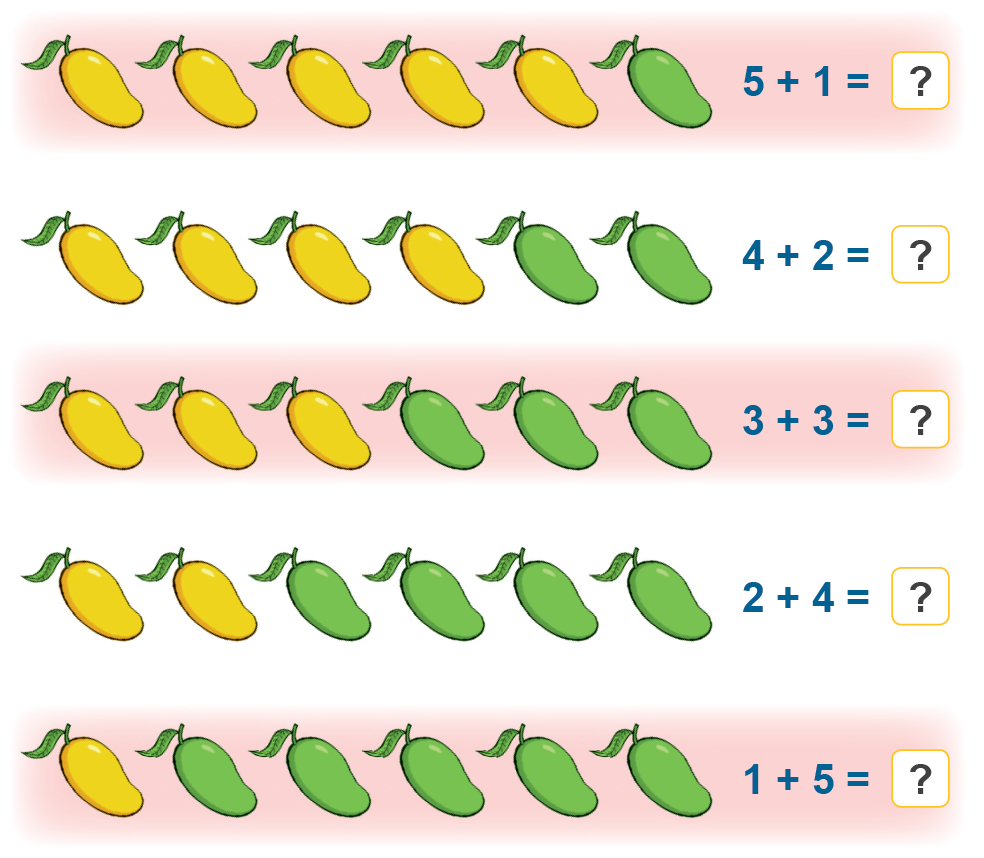 5 + 1 = ?
4 + 2 = ?
3 + 3 = ?
2 + 4 = ?
1 + 5 = ?